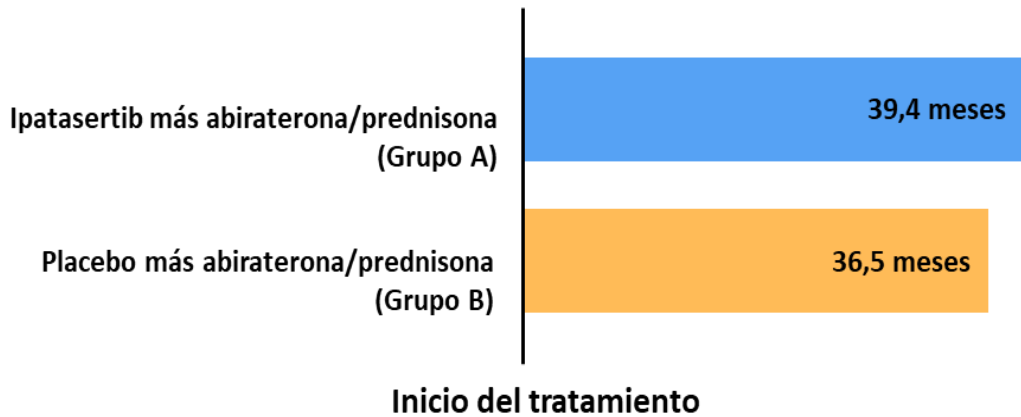 Ipatasertib más abiraterona/prednisona
(Grupo A)
39,4 meses
Placebo más abiraterona/prednisona
(Grupo B)
36,5 meses
Inicio del tratamiento